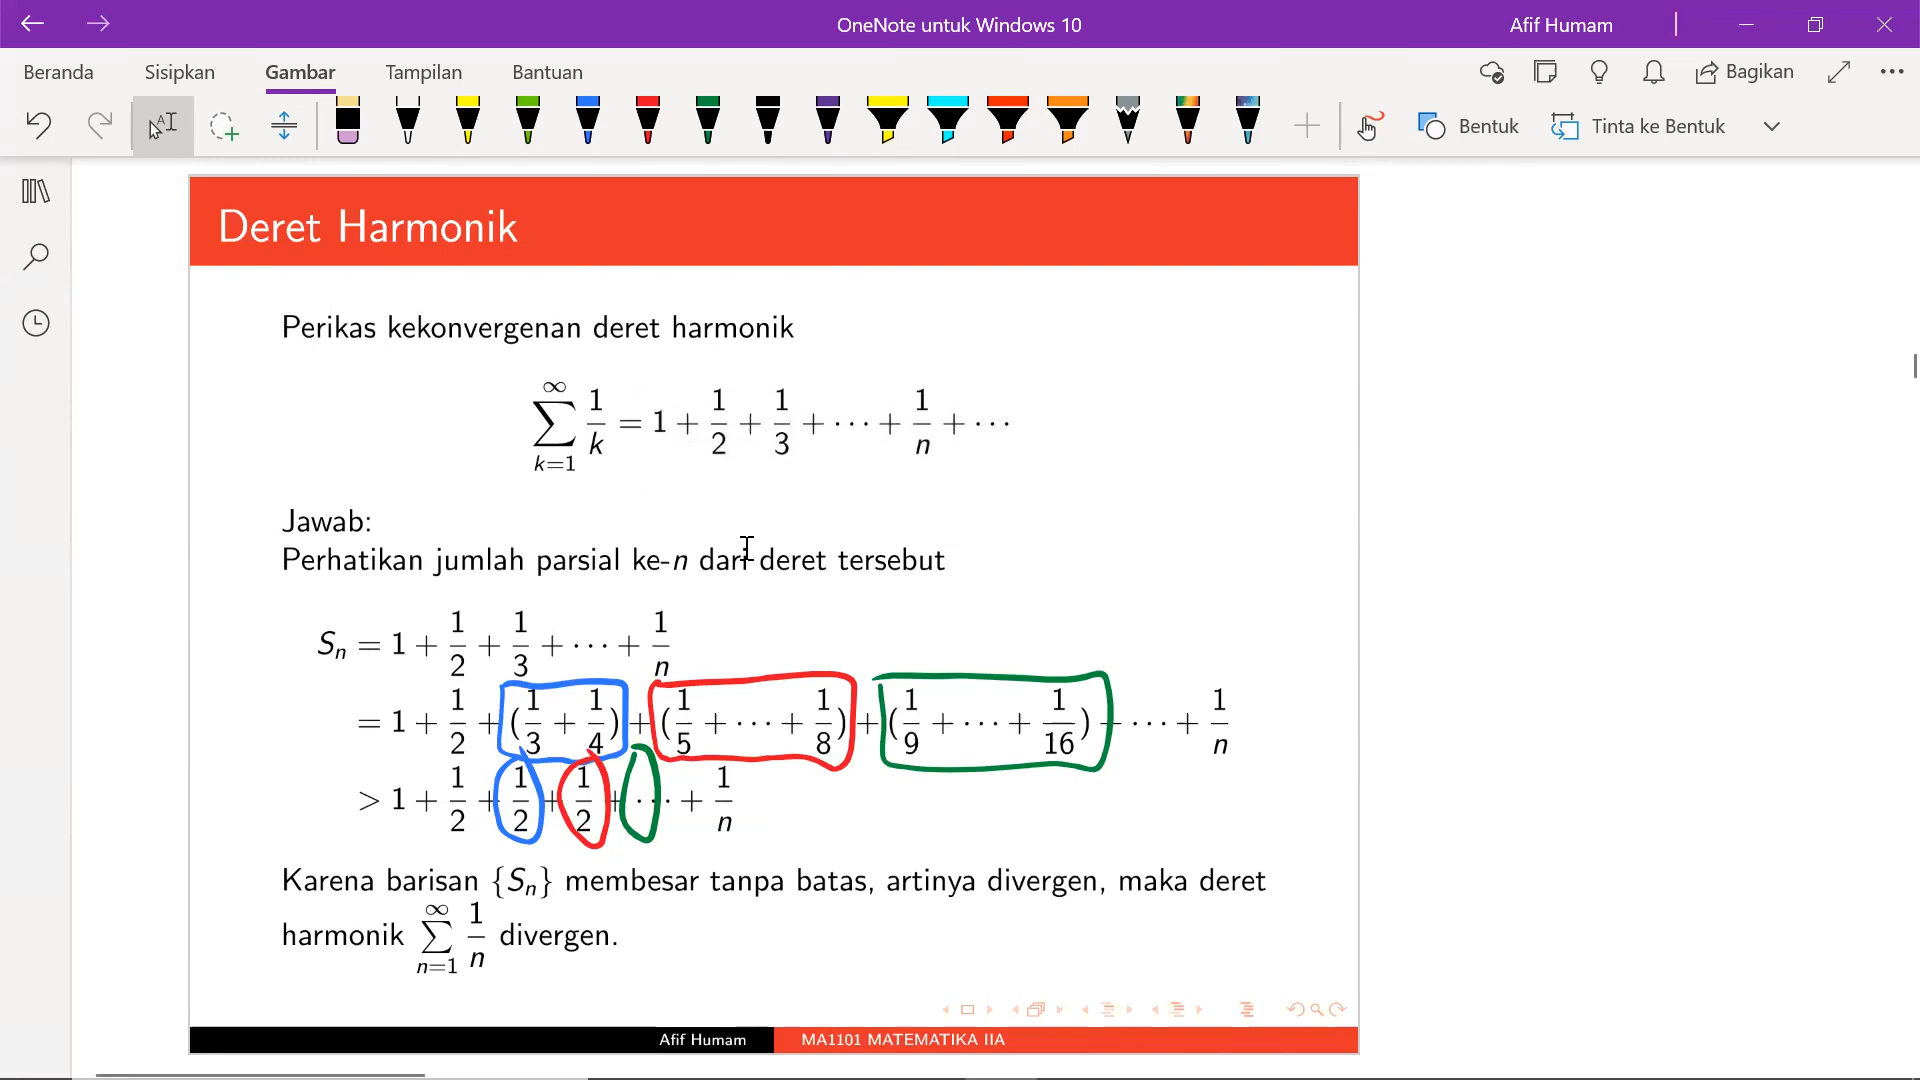 OneNote untuk Windows 10
Afif Humam
Beranda Sisipkan Gambar Tampilan Bantuan
Bagikan
Bentuk Tinta ke Bentuk
Deret Harmonik
Perikas kekonvergenan deret harmonik
∑_{k=1}^{∞} 1/k = 1 + 1/2 + 1/3 + ⋯ + 1/n + ⋯
Jawab:
Perhatikan jumlah parsial ke-n dari deret tersebut
S_n = 1 + 1/2 + 1/3 + ⋯ + 1/n
= 1 + 1/2 + (1/3 + 1/4) + (1/5 + ⋯ + 1/8) + (1/9 + ⋯ + 1/16) + ⋯ + 1/n
> 1 + 1/2 + 1/2 + 1/2 + ⋯ + 1/n
Karena barisan {S_n} membesar tanpa batas, artinya divergen, maka deret
harmonik ∑_{n=1}^{∞} 1/n divergen.
Afif Humam MA1101 MATEMATIKA IIA